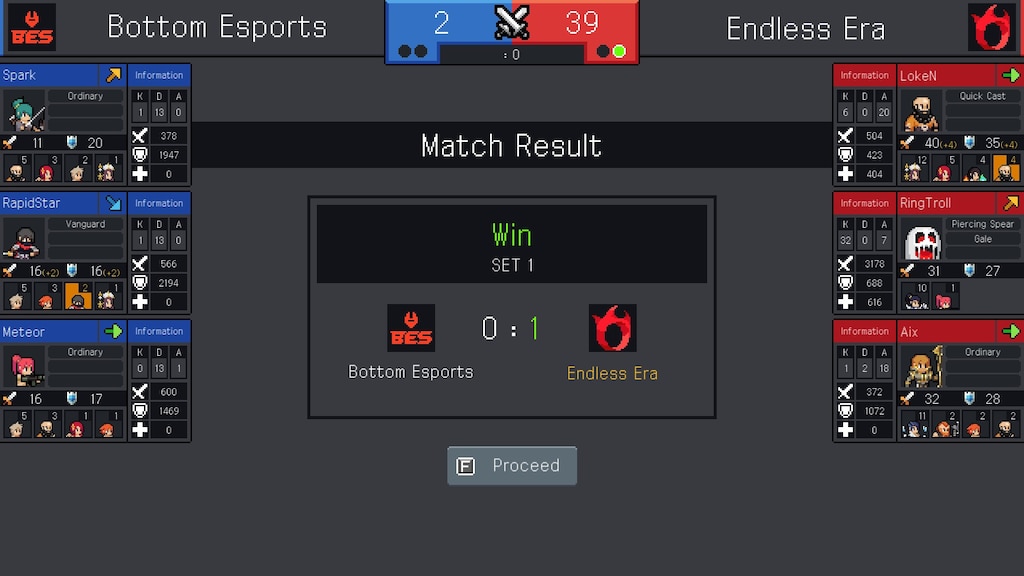 Bottom Esports
2
39
Endless Era
BES
: 0
Spark
Information
Ordinary
K D A
1 13 0
378
11 20
1947
5 3 2 1
0
RapidStar
Information
Vanguard
K D A
1 13 0
566
16(+2) 16(+2)
2194
5 3 2 1
0
Meteor
Information
Ordinary
K D A
0 13 1
600
16 17
1469
5 3 1 1
0
Match Result
Win
SET 1
BES
0 : 1
Bottom Esports
Endless Era
F Proceed
Information
LokeN
K D A
Quick Cast
6 0 20
504
40(+4) 35(+4)
423
12 5 4 4
404
Information
RingTroll
K D A
Piercing Spear
Gale
32 0 7
3178
31 27
688
10 1
616
Information
Aix
K D A
Ordinary
1 2 18
372
32 28
1072
11 2 2 2
0